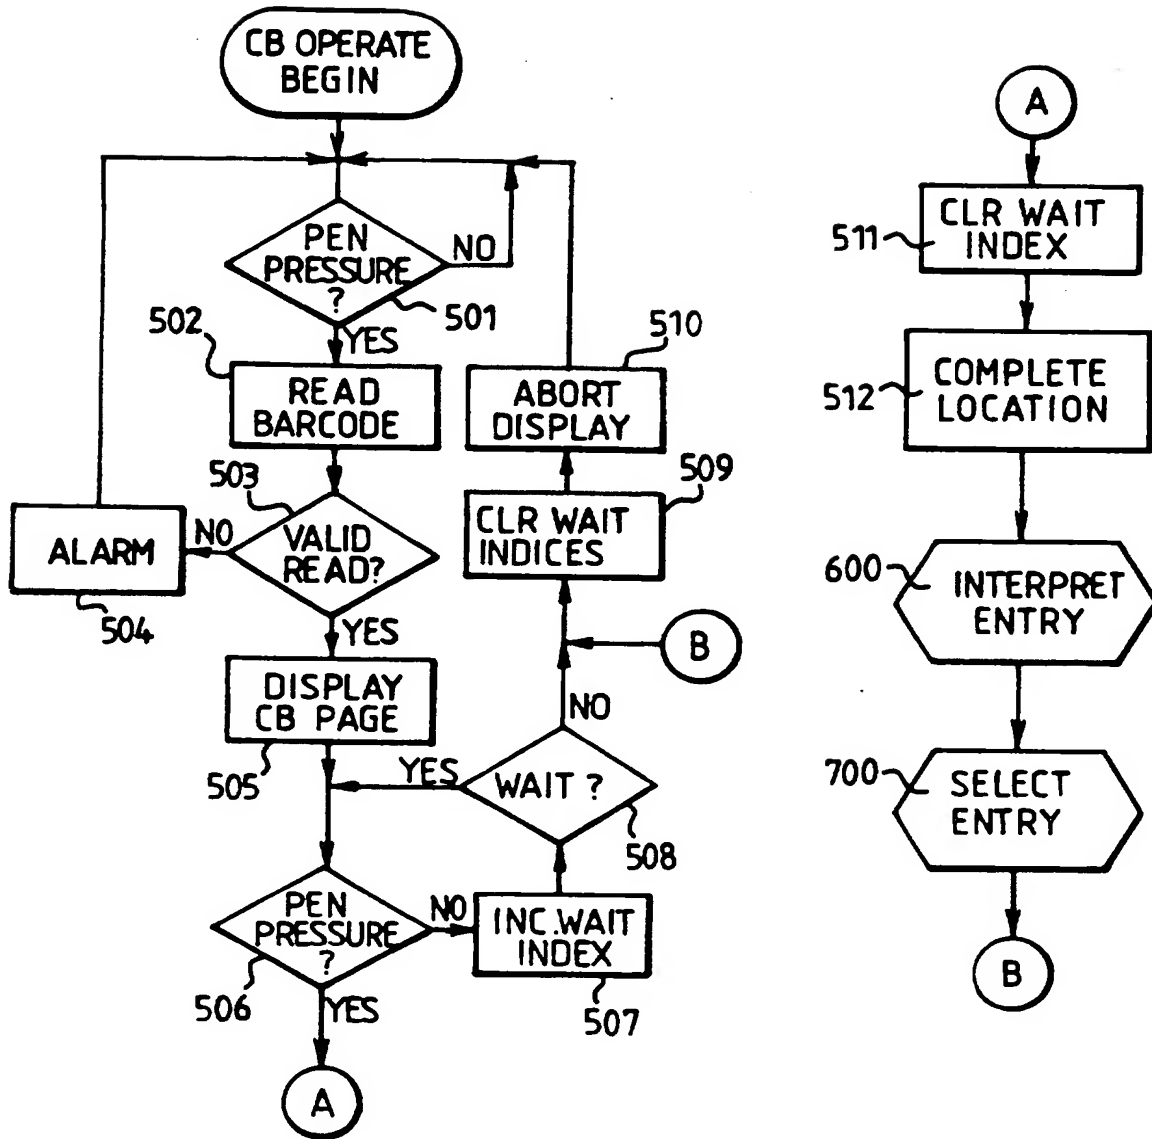 CB OPERATE
BEGIN
PEN
PRESSURE
?
NO
501
YES
502
READ
BARCODE
503
VALID
READ?
NO
ALARM
504
YES
DISPLAY
CB PAGE
505
PEN
PRESSURE
?
506
NO
YES
A
INC.WAIT
INDEX
507
WAIT ?
508
YES
NO
B
CLR WAIT
INDICES
509
ABORT
DISPLAY
510
A
CLR WAIT
INDEX
511
COMPLETE
LOCATION
512
INTERPRET
ENTRY
600
SELECT
ENTRY
700
B